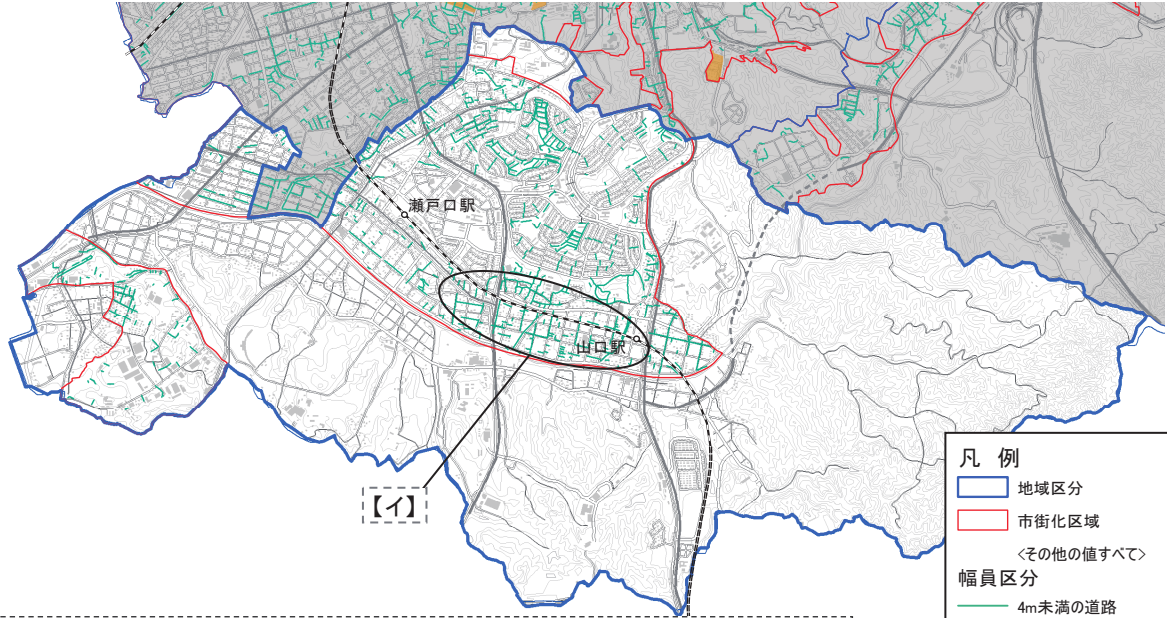 瀬戸口駅
山口駅
【イ】
凡 例
地域区分
市街化区域
<その他の値すべて>
幅員区分
4m未満の道路